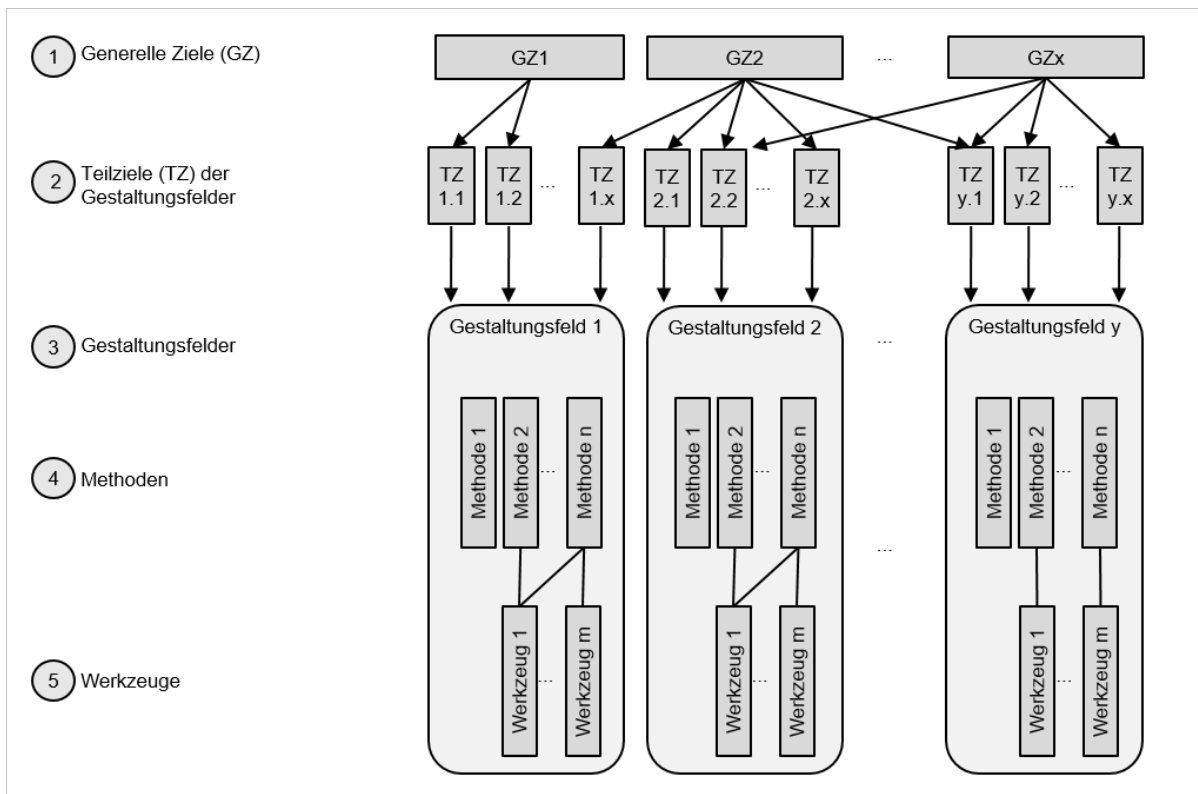 1 Generelle Ziele (GZ)
GZ1 GZ2 ... GZx
2 Teilziele (TZ) der
Gestaltungsfelder
TZ
1.1
TZ
1.2
...
TZ
1.x
TZ
2.1
TZ
2.2
...
TZ
2.x
TZ
y.1
TZ
y.2
...
TZ
y.x
3 Gestaltungsfelder
Gestaltungsfeld 1
Gestaltungsfeld 2
...
Gestaltungsfeld y
4 Methoden
Methode 1
Methode 2
...
Methode n
Methode 1
Methode 2
...
Methode n
...
Methode 1
Methode 2
...
Methode n
5 Werkzeuge
Werkzeug 1
...
Werkzeug m
Werkzeug 1
...
Werkzeug m
Werkzeug 1
...
Werkzeug m